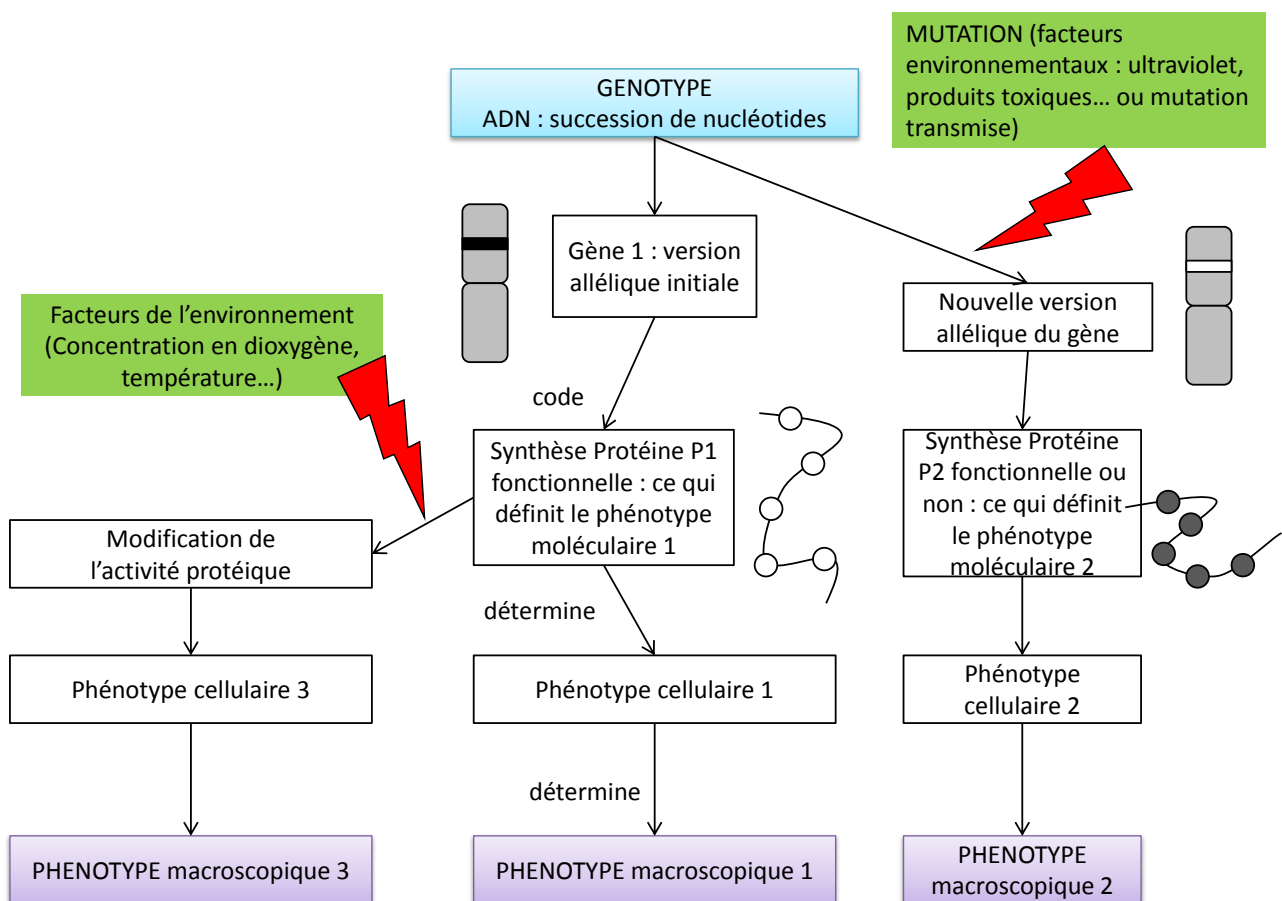 MUTATION (facteurs
environnementaux : ultraviolet,
produits toxiques… ou mutation
transmise)
GENOTYPE
ADN : succession de nucléotides
Gène 1 : version
allélique initiale
Nouvelle version
allélique du gène
Facteurs de l’environnement
(Concentration en dioxygène,
température…)
code
Synthèse Protéine P1
fonctionnelle : ce qui
définit le phénotype
moléculaire 1
Synthèse Protéine
P2 fonctionnelle ou
non : ce qui définit
le phénotype
moléculaire 2
Modification de
l’activité protéique
détermine
Phénotype cellulaire 3
Phénotype cellulaire 1
Phénotype
cellulaire 2
détermine
PHENOTYPE macroscopique 3
PHENOTYPE macroscopique 1
PHENOTYPE
macroscopique 2